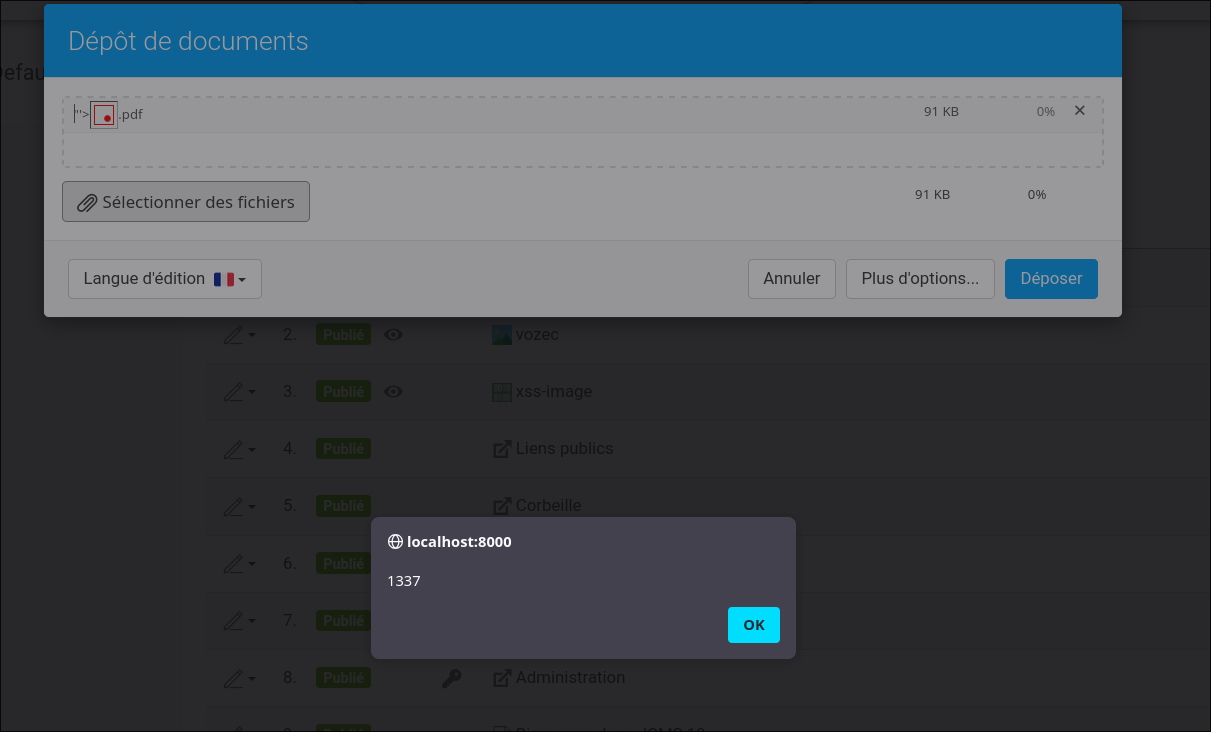 Dépôt de documents
Defau
"'>.pdf 91 KB 0% ✕
Sélectionner des fichiers 91 KB 0%
Langue d'édition Annuler Plus d'options... Déposer
2. Publié vozec
3. Publié xss-image
4. Publié Liens publics
5. Publié Corbeille
6. Publié
7. Publié
8. Publié Administration
localhost:8000
1337
OK